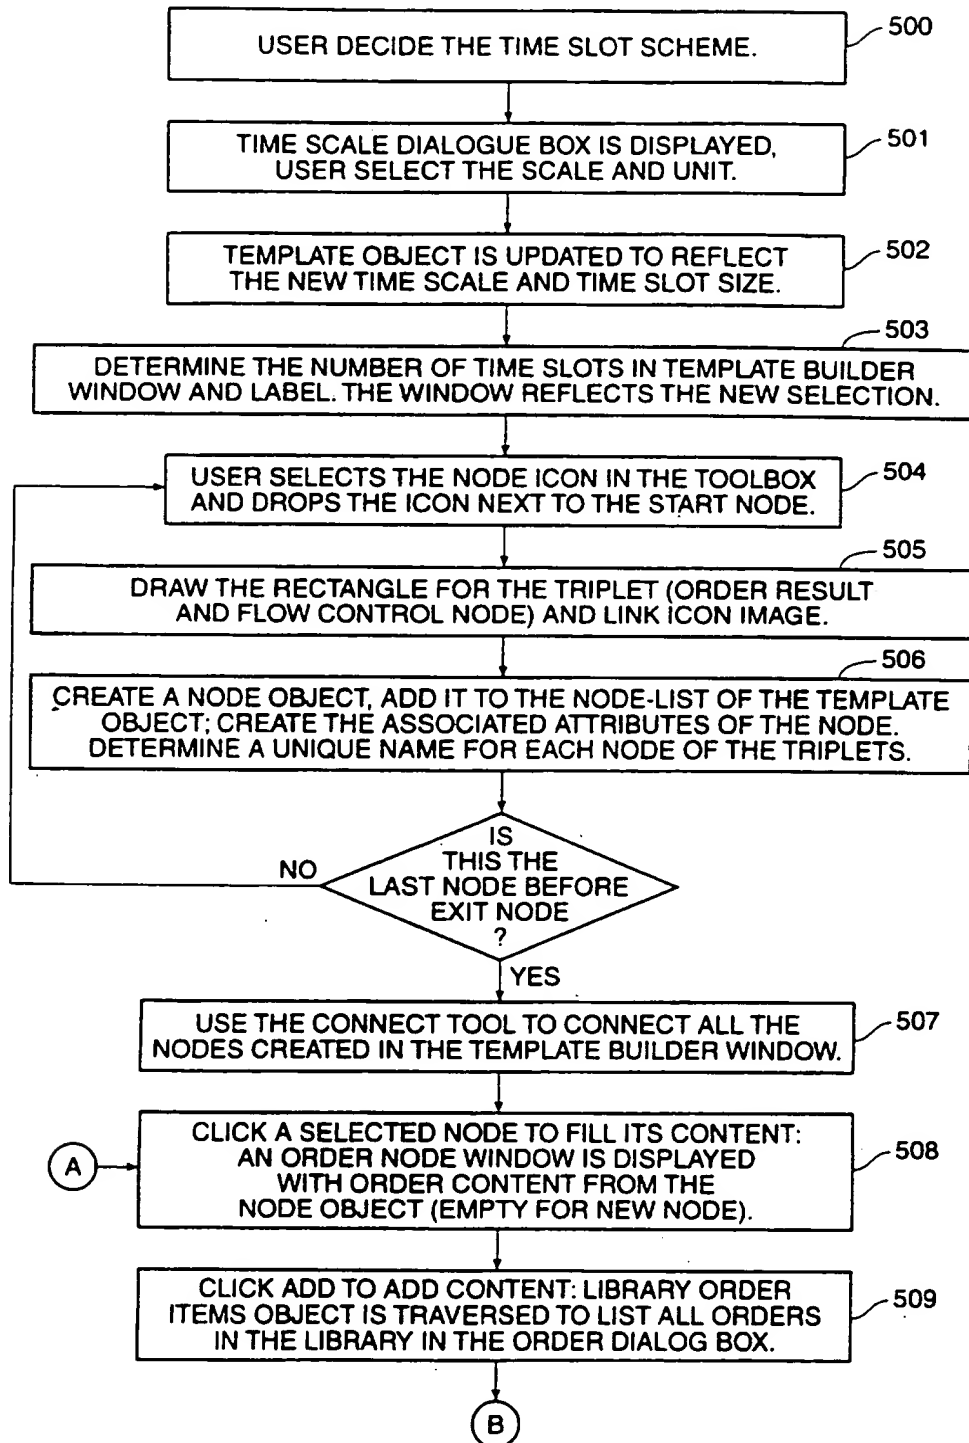 USER DECIDE THE TIME SLOT SCHEME.
500
TIME SCALE DIALOGUE BOX IS DISPLAYED,
USER SELECT THE SCALE AND UNIT.
501
TEMPLATE OBJECT IS UPDATED TO REFLECT
THE NEW TIME SCALE AND TIME SLOT SIZE.
502
503
DETERMINE THE NUMBER OF TIME SLOTS IN TEMPLATE BUILDER
WINDOW AND LABEL. THE WINDOW REFLECTS THE NEW SELECTION.
USER SELECTS THE NODE ICON IN THE TOOLBOX
AND DROPS THE ICON NEXT TO THE START NODE.
504
505
DRAW THE RECTANGLE FOR THE TRIPLET (ORDER RESULT
AND FLOW CONTROL NODE) AND LINK ICON IMAGE.
506
CREATE A NODE OBJECT, ADD IT TO THE NODE-LIST OF THE TEMPLATE
OBJECT; CREATE THE ASSOCIATED ATTRIBUTES OF THE NODE.
DETERMINE A UNIQUE NAME FOR EACH NODE OF THE TRIPLETS.
IS
THIS THE
LAST NODE BEFORE
EXIT NODE
?
NO
YES
USE THE CONNECT TOOL TO CONNECT ALL THE
NODES CREATED IN THE TEMPLATE BUILDER WINDOW.
507
A
CLICK A SELECTED NODE TO FILL ITS CONTENT:
AN ORDER NODE WINDOW IS DISPLAYED
WITH ORDER CONTENT FROM THE
NODE OBJECT (EMPTY FOR NEW NODE).
508
CLICK ADD TO ADD CONTENT: LIBRARY ORDER
ITEMS OBJECT IS TRAVERSED TO LIST ALL ORDERS
IN THE LIBRARY IN THE ORDER DIALOG BOX.
509
B